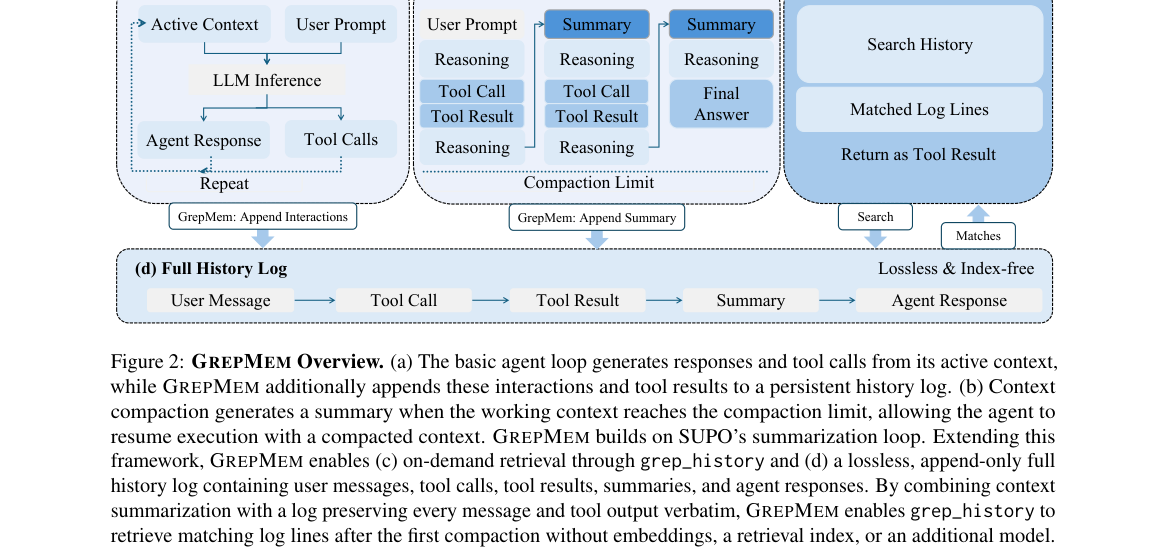 Active Context
User Prompt
LLM Inference
Agent Response
Tool Calls
Repeat
User Prompt
Reasoning
Tool Call
Tool Result
Reasoning
Summary
Reasoning
Tool Call
Tool Result
Reasoning
Summary
Reasoning
Final
Answer
Compaction Limit
Search History
Matched Log Lines
Return as Tool Result
GrepMem: Append Interactions
GrepMem: Append Summary
Search
Matches
(d) Full History Log
Lossless & Index-free
User Message
Tool Call
Tool Result
Summary
Agent Response
Figure 2: GREPMEM Overview. (a) The basic agent loop generates responses and tool calls from its active context,
while GREPMEM additionally appends these interactions and tool results to a persistent history log. (b) Context
compaction generates a summary when the working context reaches the compaction limit, allowing the agent to
resume execution with a compacted context. GREPMEM builds on SUPO's summarization loop. Extending this
framework, GREPMEM enables (c) on-demand retrieval through grep_history and (d) a lossless, append-only full
history log containing user messages, tool calls, tool results, summaries, and agent responses. By combining context
summarization with a log preserving every message and tool output verbatim, GREPMEM enables grep_history to
retrieve matching log lines after the first compaction without embeddings, a retrieval index, or an additional model.